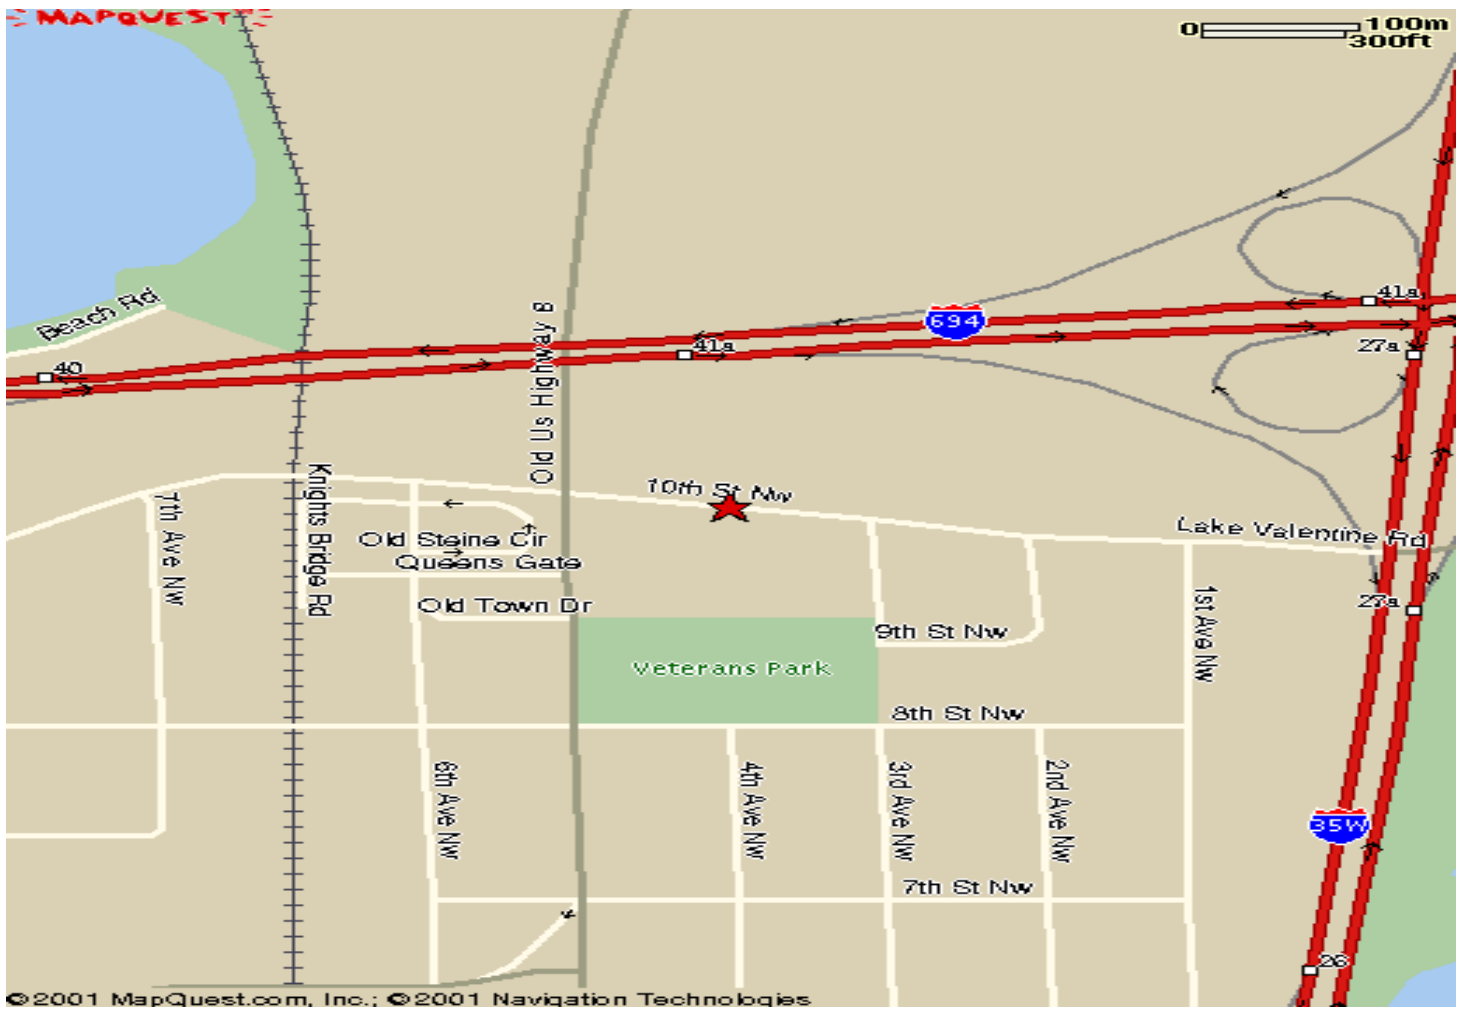 MAPQUEST
0 100m
300ft
Beach Rd
694
41a
41a
27a
40
Old Us Highway 8
10th St Nw
Lake Valentine Rd
Knights Bridge Rd
7th Ave NW
Old Steine Cir
Queens Gate
Old Town Dr
27a
1st Ave NW
9th St Nw
Veterans Park
8th St Nw
6th Ave NW
4th Ave NW
3rd Ave NW
2nd Ave NW
35W
7th St Nw
26
©2001 MapQuest.com, Inc.; ©2001 Navigation Technologies